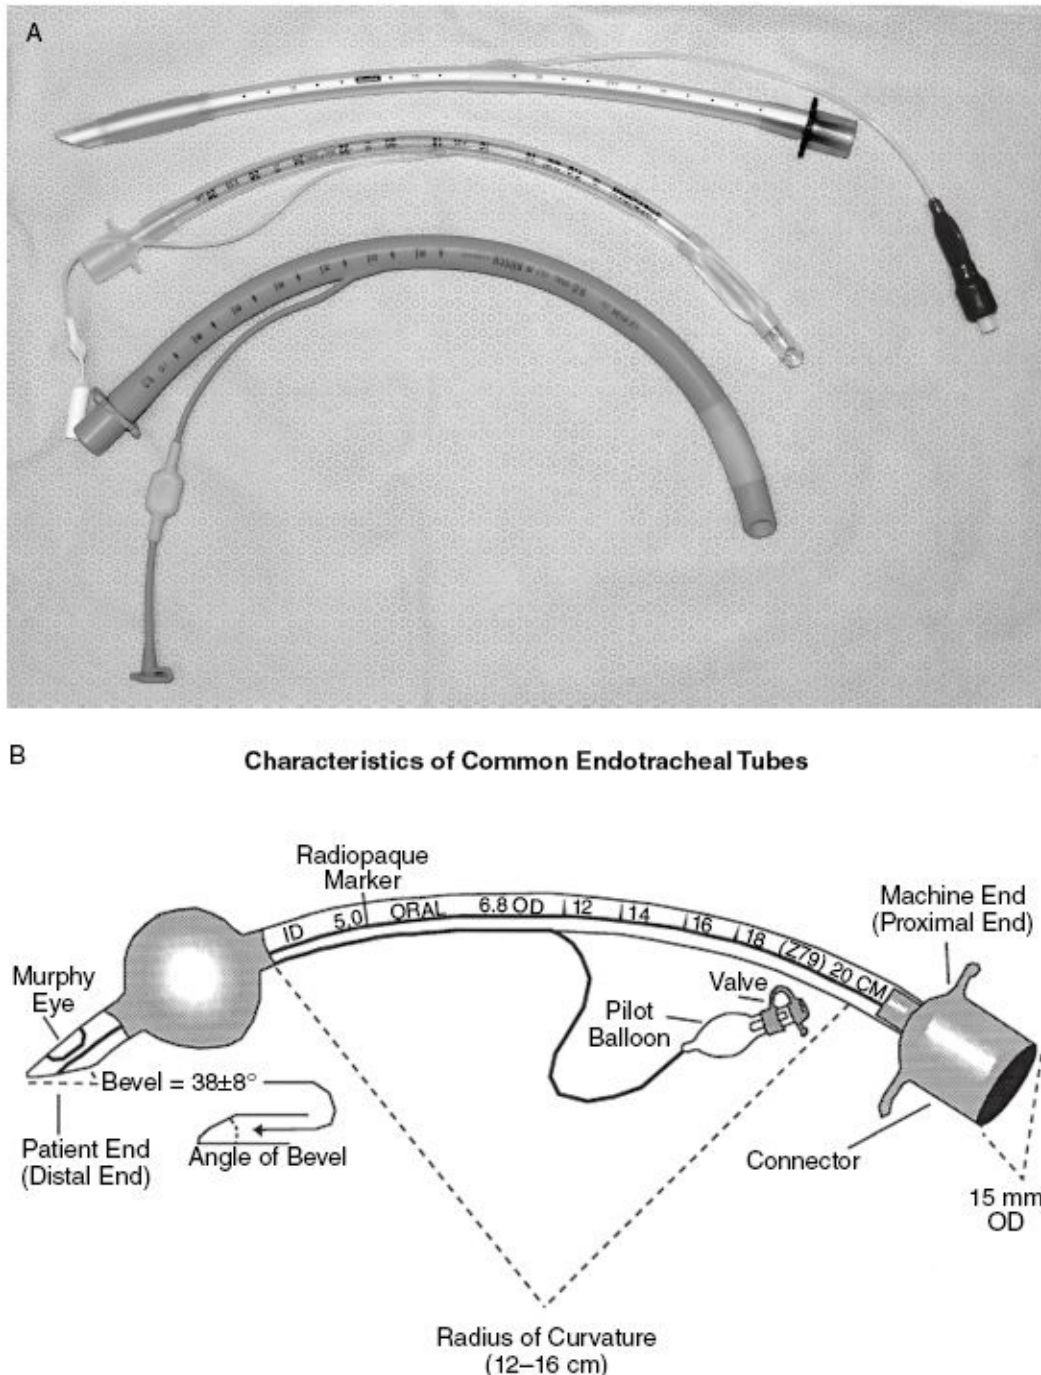 A
B
Characteristics of Common Endotracheal Tubes
Radiopaque
Marker
Machine End
(Proximal End)
ID 5.0 ORAL 6.8 OD 12 14 16 18 (Z79) 20 CM
Murphy
Eye
Valve
Pilot
Balloon
Bevel = 38±8°
Patient End
(Distal End)
Angle of Bevel
Connector
15 mm
OD
Radius of Curvature
(12–16 cm)